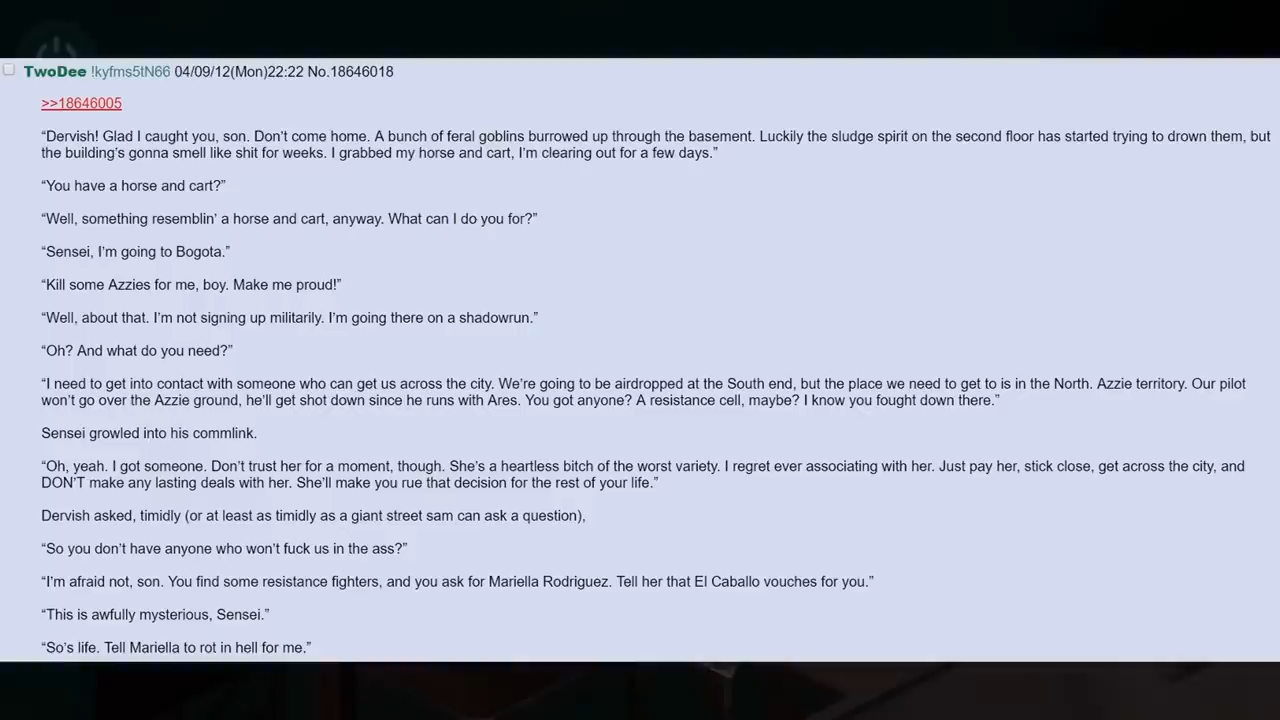 TwoDee !kyfms5tN66 04/09/12(Mon)22:22 No.18646018
>>18646005
“Dervish! Glad I caught you, son. Don’t come home. A bunch of feral goblins burrowed up through the basement. Luckily the sludge spirit on the second floor has started trying to drown them, but
the building’s gonna smell like shit for weeks. I grabbed my horse and cart, I’m clearing out for a few days.”
“You have a horse and cart?”
“Well, something resemblin’ a horse and cart, anyway. What can I do you for?”
“Sensei, I’m going to Bogota.”
“Kill some Azzies for me, boy. Make me proud!”
“Well, about that. I’m not signing up militarily. I’m going there on a shadowrun.”
“Oh? And what do you need?”
“I need to get into contact with someone who can get us across the city. We’re going to be airdropped at the South end, but the place we need to get to is in the North. Azzie territory. Our pilot
won’t go over the Azzie ground, he’ll get shot down since he runs with Ares. You got anyone? A resistance cell, maybe? I know you fought down there.”
Sensei growled into his commlink.
“Oh, yeah. I got someone. Don’t trust her for a moment, though. She’s a heartless bitch of the worst variety. I regret ever associating with her. Just pay her, stick close, get across the city, and
DON’T make any lasting deals with her. She’ll make you rue that decision for the rest of your life.”
Dervish asked, timidly (or at least as timidly as a giant street sam can ask a question),
“So you don’t have anyone who won’t fuck us in the ass?”
“I’m afraid not, son. You find some resistance fighters, and you ask for Mariella Rodriguez. Tell her that El Caballo vouches for you.”
“This is awfully mysterious, Sensei.”
“So’s life. Tell Mariella to rot in hell for me.”